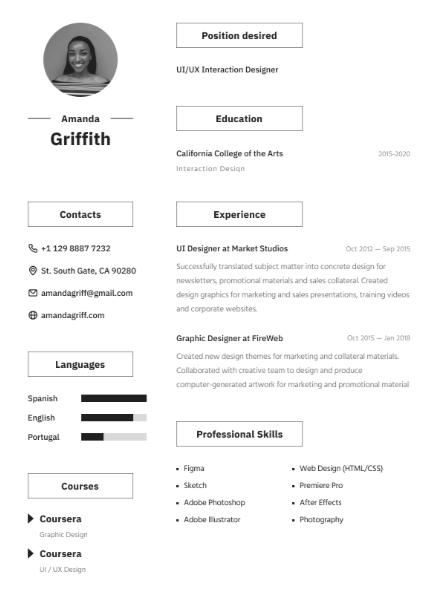 Amanda
Griffith
Contacts
+1 129 8887 7232
St. South Gate, CA 90280
amandagriff@gmail.com
amandagriff.com
Languages
Spanish
English
Portugal
Courses
Coursera
Graphic Design
Coursera
UI / UX Design
Position desired
UI/UX Interaction Designer
Education
California College of the Arts 2015-2020
Interaction Design
Experience
UI Designer at Market Studios Oct 2012 — Sep 2015
Successfully translated subject matter into concrete design for
newsletters, promotional materials and sales collateral. Created
design graphics for marketing and sales presentations, training videos
and corporate websites.
Graphic Designer at FireWeb Oct 2015 — Jan 2018
Created new design themes for marketing and collateral materials.
Collaborated with creative team to design and produce
computer-generated artwork for marketing and promotional material
Professional Skills
Figma
Sketch
Adobe Photoshop
Adobe Illustrator
Web Design (HTML/CSS)
Premiere Pro
After Effects
Photography